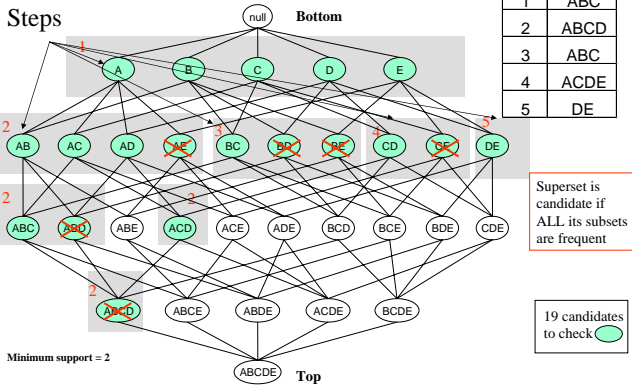 Steps
null
Bottom
1 ABC
2 ABCD
3 ABC
4 ACDE
5 DE
1
A B C D E
2 3 4 5
AB AC AD AE BC BD BE CD CE DE
2 2
ABC ABD ABE ACD ACE ADE BCD BCE BDE CDE
Superset is
candidate if
ALL its subsets
are frequent
2
ABCD ABCE ABDE ACDE BCDE
19 candidates
to check
Minimum support = 2
ABCDE
Top